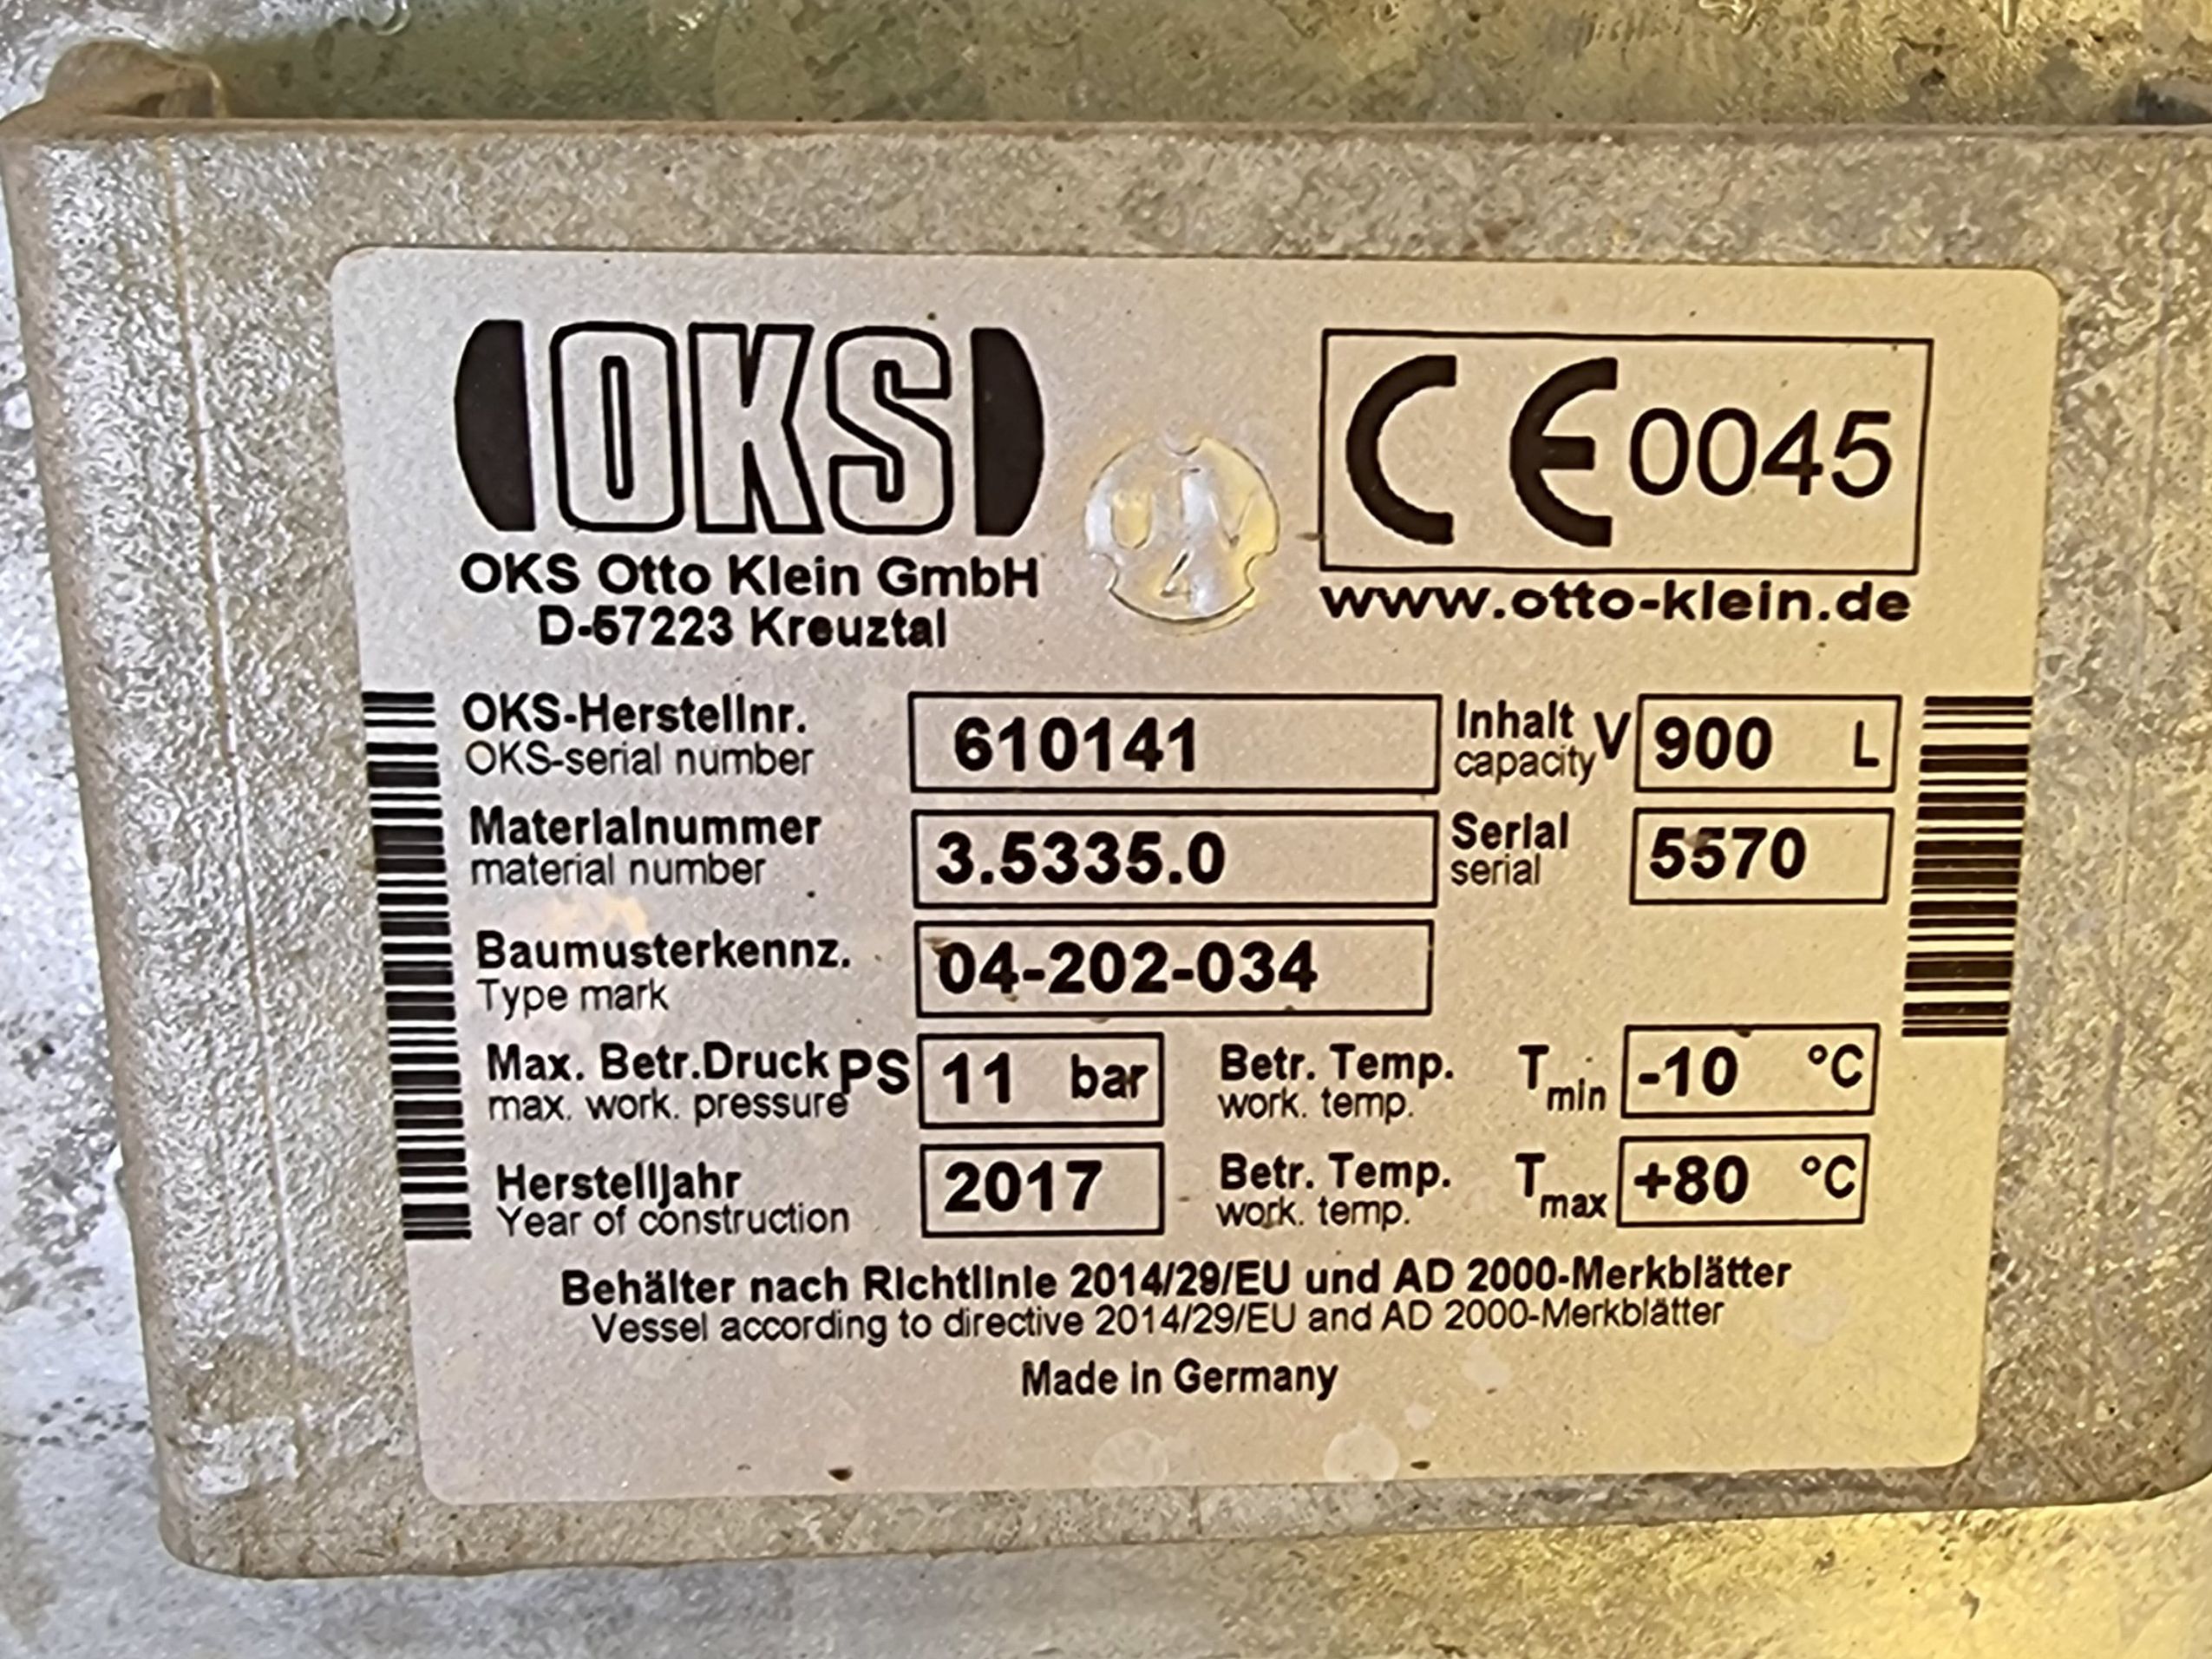 OKS
OKS Otto Klein GmbH
D-57223 Kreuztal
CE 0045
www.otto-klein.de
OKS-Herstellnr.
OKS-serial number
610141
Inhalt
capacity
V
900 L
Materialnummer
material number
3.5335.0
Serial
serial
5570
Baumusterkennz.
Type mark
04-202-034
Max. Betr.Druck
max. work. pressure
PS
11 bar
Betr. Temp.
work. temp.
Tmin
-10 °C
Herstelljahr
Year of construction
2017
Betr. Temp.
work. temp.
Tmax
+80 °C
Behälter nach Richtlinie 2014/29/EU und AD 2000-Merkblätter
Vessel according to directive 2014/29/EU and AD 2000-Merkblätter
Made in Germany